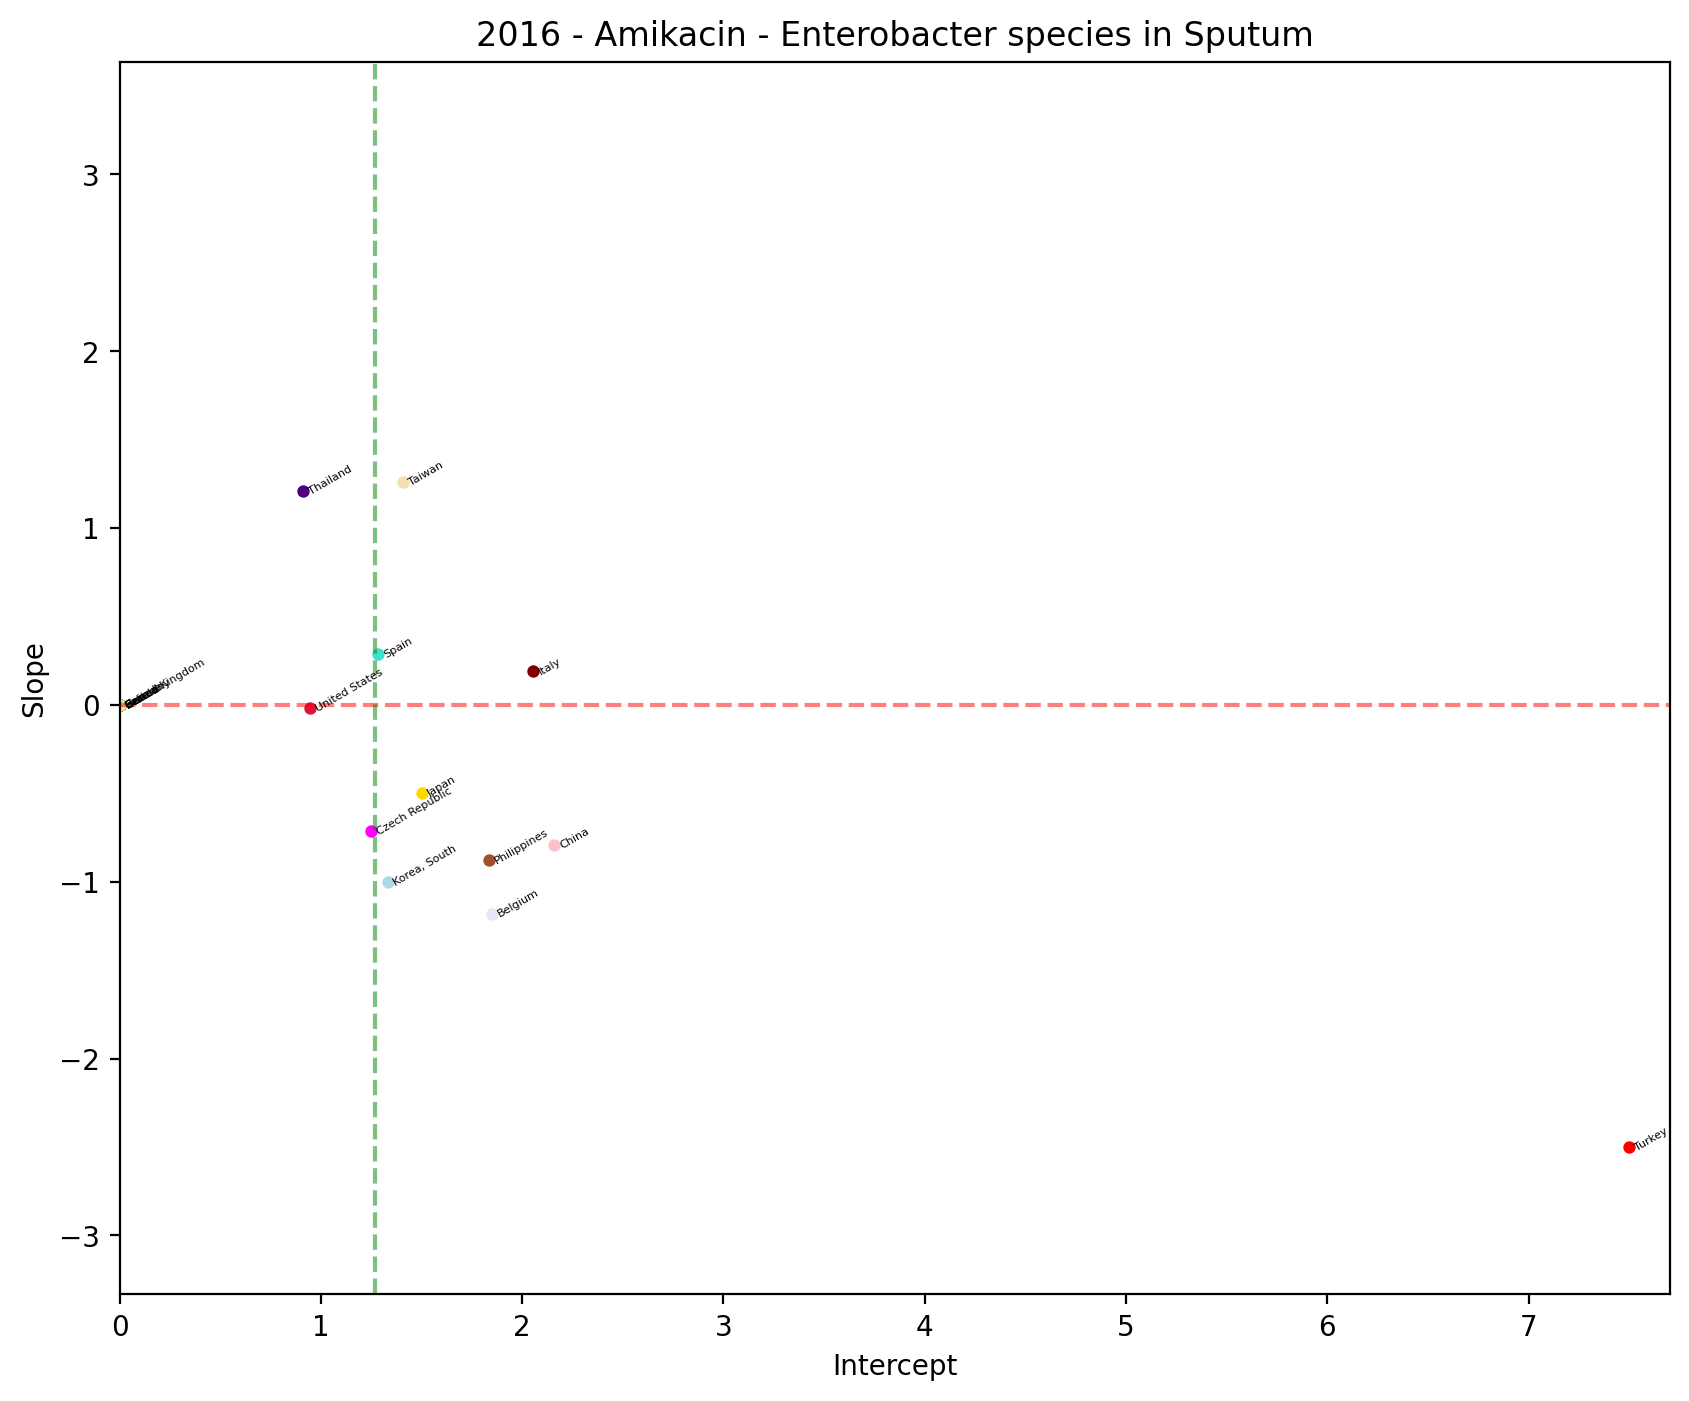 2016 - Amikacin - Enterobacter species in Sputum
3
2
1
0
−1
−2
−3
Slope
Thailand
Taiwan
Spain
Italy
Kingdom
United States
Japan
Czech Republic
Philippines
China
Korea, South
Belgium
Turkey
0 1 2 3 4 5 6 7
Intercept